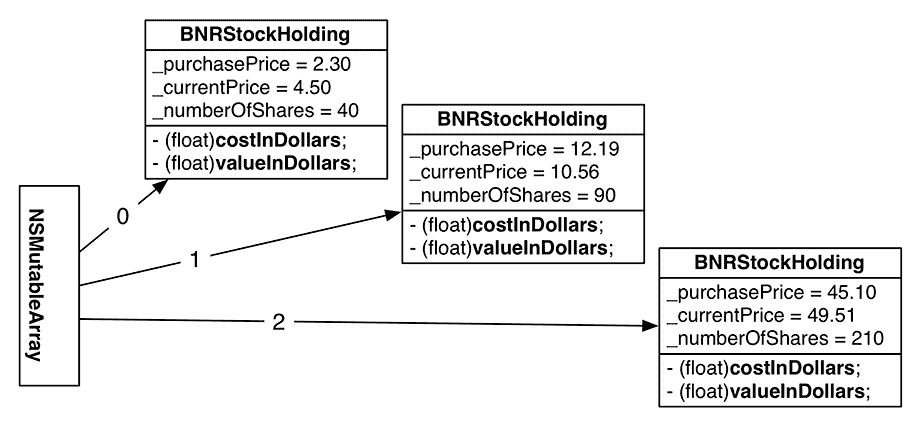 BNRStockHolding
_purchasePrice = 2.30
_currentPrice = 4.50
_numberOfShares = 40
- (float)costInDollars;
- (float)valueInDollars;
BNRStockHolding
_purchasePrice = 12.19
_currentPrice = 10.56
_numberOfShares = 90
- (float)costInDollars;
- (float)valueInDollars;
BNRStockHolding
_purchasePrice = 45.10
_currentPrice = 49.51
_numberOfShares = 210
- (float)costInDollars;
- (float)valueInDollars;
NSMutableArray
0
1
2